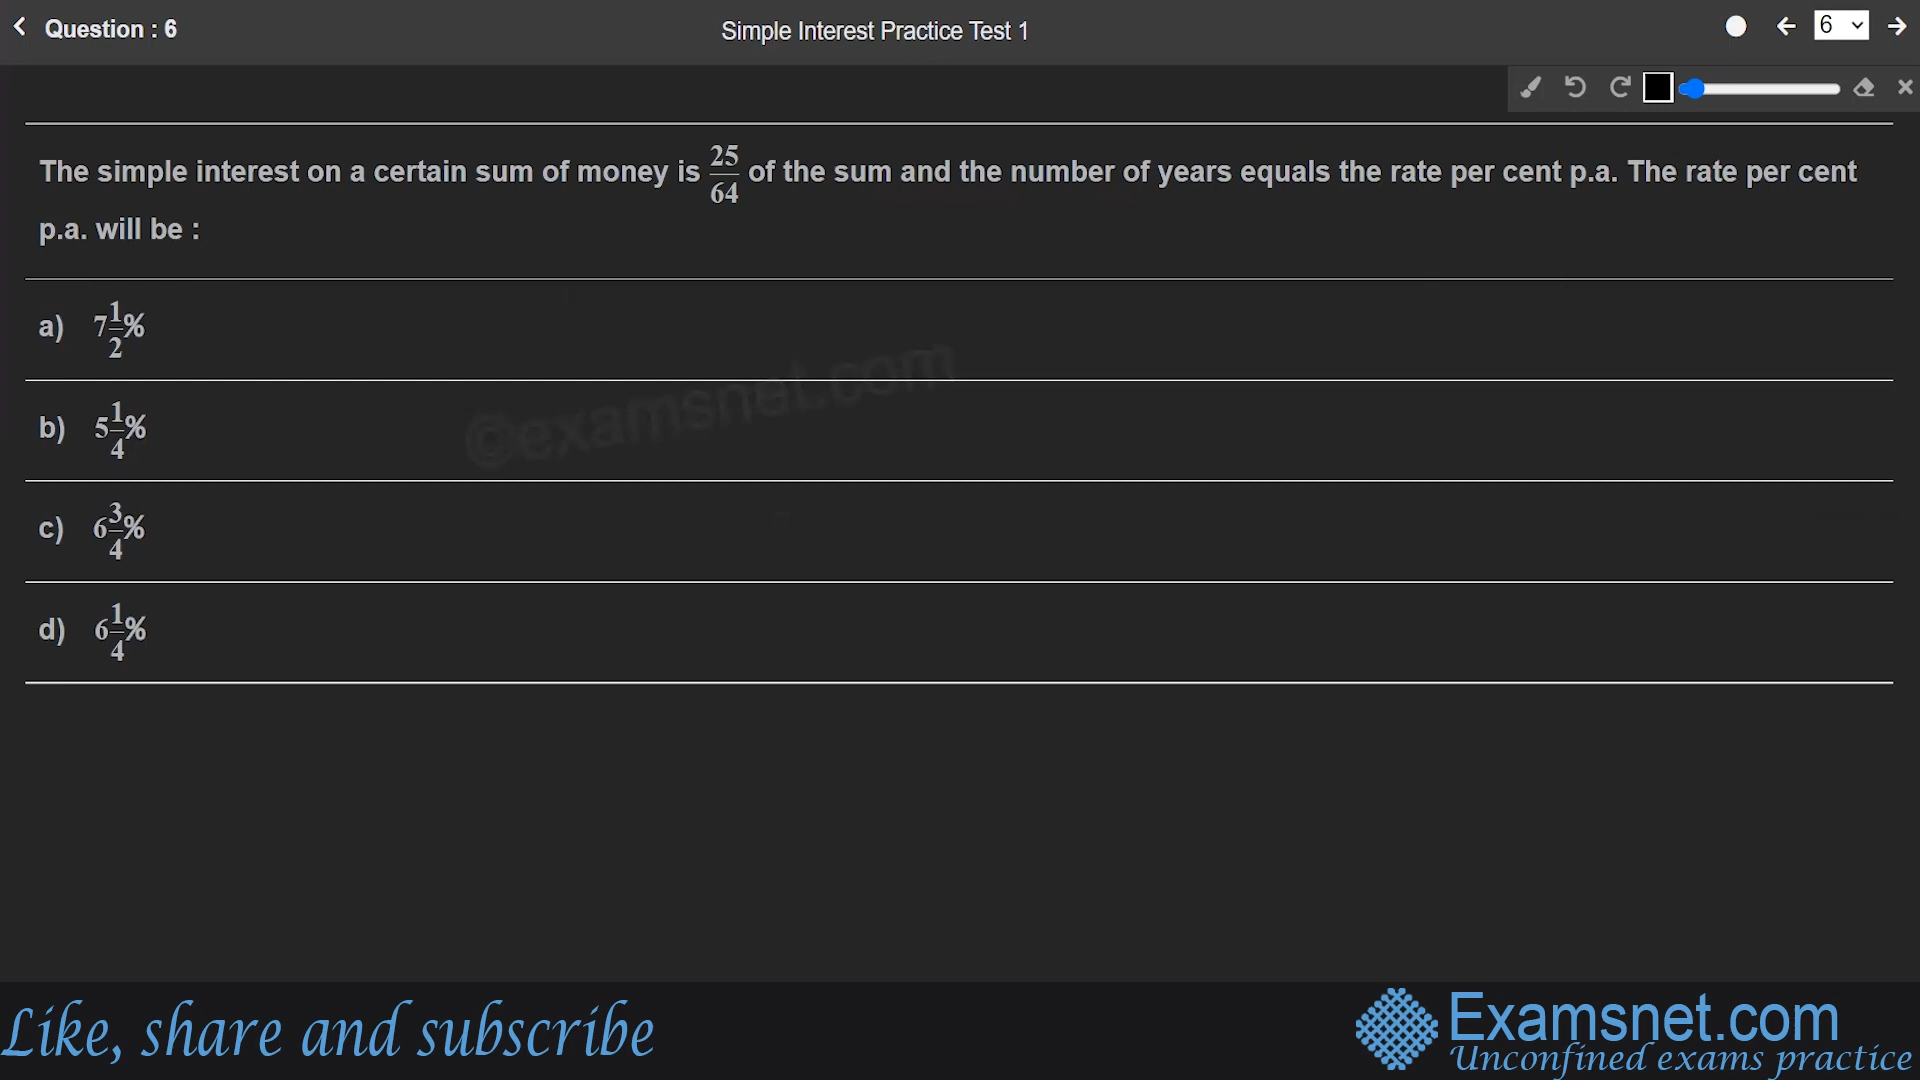 Question : 6
Simple Interest Practice Test 1
6
The simple interest on a certain sum of money is 25/64 of the sum and the number of years equals the rate per cent p.a. The rate per cent
p.a. will be :
a) 7 1/2%
©examsnet.com
b) 5 1/4%
c) 6 3/4%
d) 6 1/4%
Like, share and subscribe
Examsnet.com
Unconfined exams practice